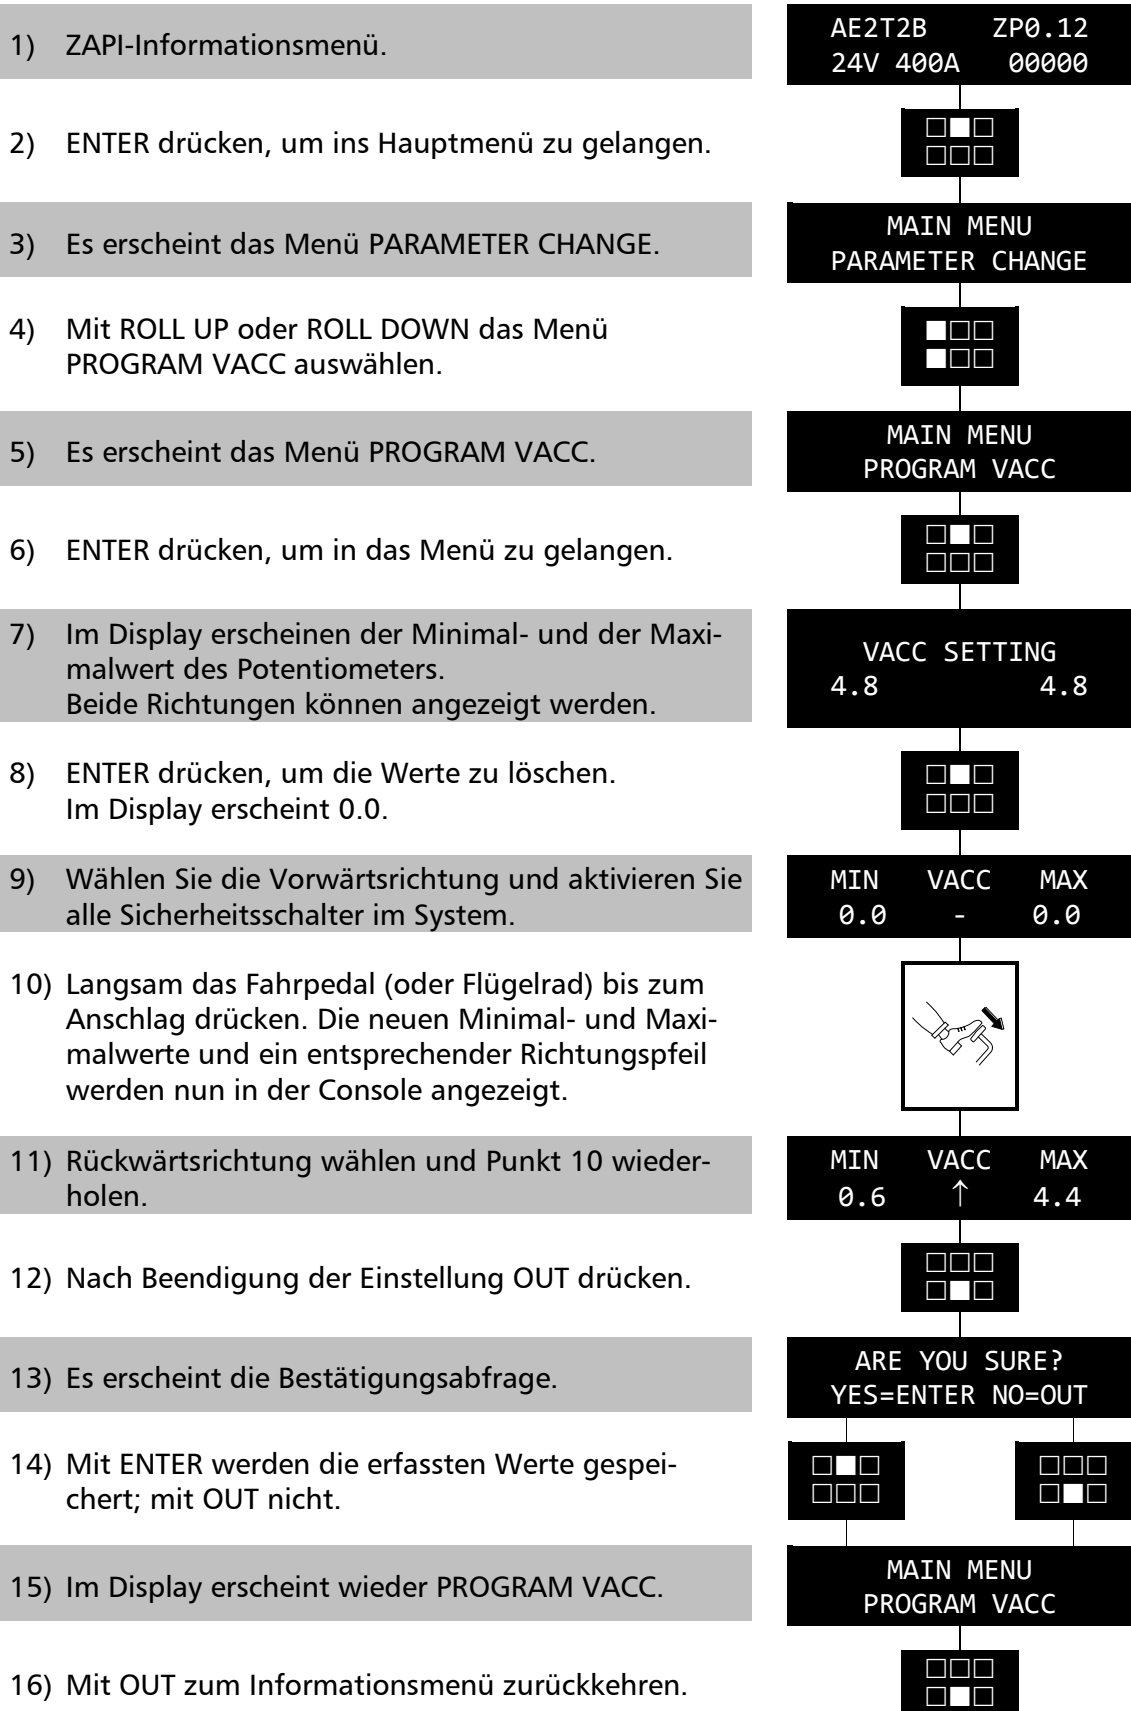 1) ZAPI-Informationsmenü.
AE2T2B ZP0.12
24V 400A 00000
2) ENTER drücken, um ins Hauptmenü zu gelangen.
3) Es erscheint das Menü PARAMETER CHANGE.
MAIN MENU
PARAMETER CHANGE
4) Mit ROLL UP oder ROLL DOWN das Menü
PROGRAM VACC auswählen.
5) Es erscheint das Menü PROGRAM VACC.
MAIN MENU
PROGRAM VACC
6) ENTER drücken, um in das Menü zu gelangen.
7) Im Display erscheinen der Minimal- und der Maxi-
malwert des Potentiometers.
Beide Richtungen können angezeigt werden.
VACC SETTING
4.8 4.8
8) ENTER drücken, um die Werte zu löschen.
Im Display erscheint 0.0.
9) Wählen Sie die Vorwärtsrichtung und aktivieren Sie
alle Sicherheitsschalter im System.
MIN VACC MAX
0.0 - 0.0
10) Langsam das Fahrpedal (oder Flügelrad) bis zum
Anschlag drücken. Die neuen Minimal- und Maxi-
malwerte und ein entsprechender Richtungspfeil
werden nun in der Console angezeigt.
11) Rückwärtsrichtung wählen und Punkt 10 wieder-
holen.
MIN VACC MAX
0.6 ↑ 4.4
12) Nach Beendigung der Einstellung OUT drücken.
13) Es erscheint die Bestätigungsabfrage.
ARE YOU SURE?
YES=ENTER NO=OUT
14) Mit ENTER werden die erfassten Werte gespei-
chert; mit OUT nicht.
15) Im Display erscheint wieder PROGRAM VACC.
MAIN MENU
PROGRAM VACC
16) Mit OUT zum Informationsmenü zurückkehren.